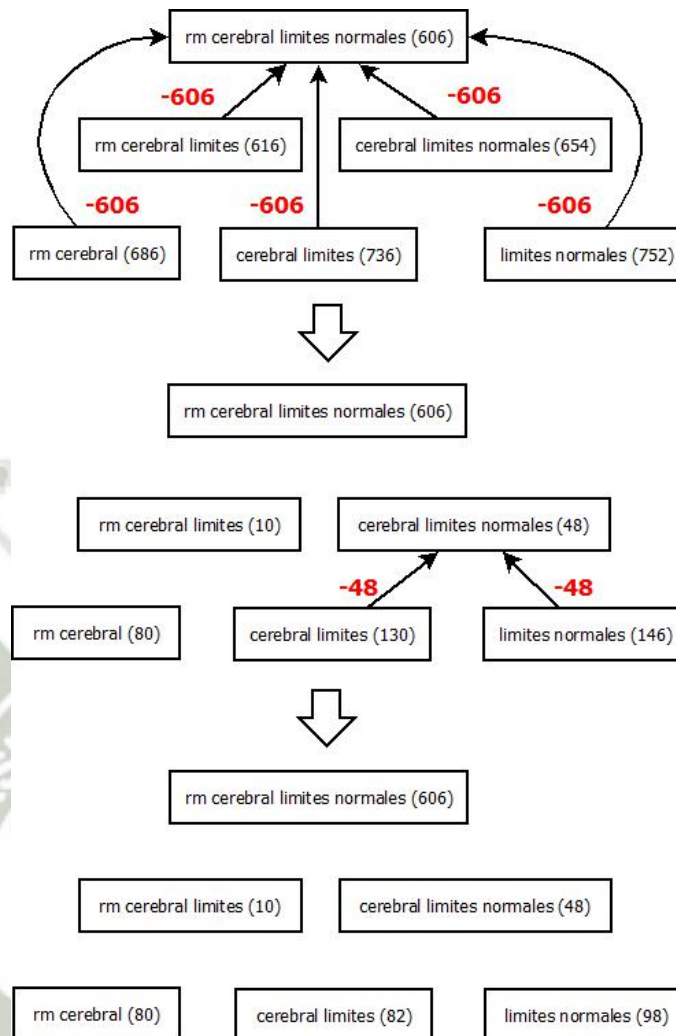 rm cerebral limites normales (606)
-606 -606
rm cerebral limites (616) cerebral limites normales (654)
-606 -606 -606
rm cerebral (686) cerebral limites (736) limites normales (752)
rm cerebral limites normales (606)
rm cerebral limites (10) cerebral limites normales (48)
-48 -48
rm cerebral (80) cerebral limites (130) limites normales (146)
rm cerebral limites normales (606)
rm cerebral limites (10) cerebral limites normales (48)
rm cerebral (80) cerebral limites (82) limites normales (98)